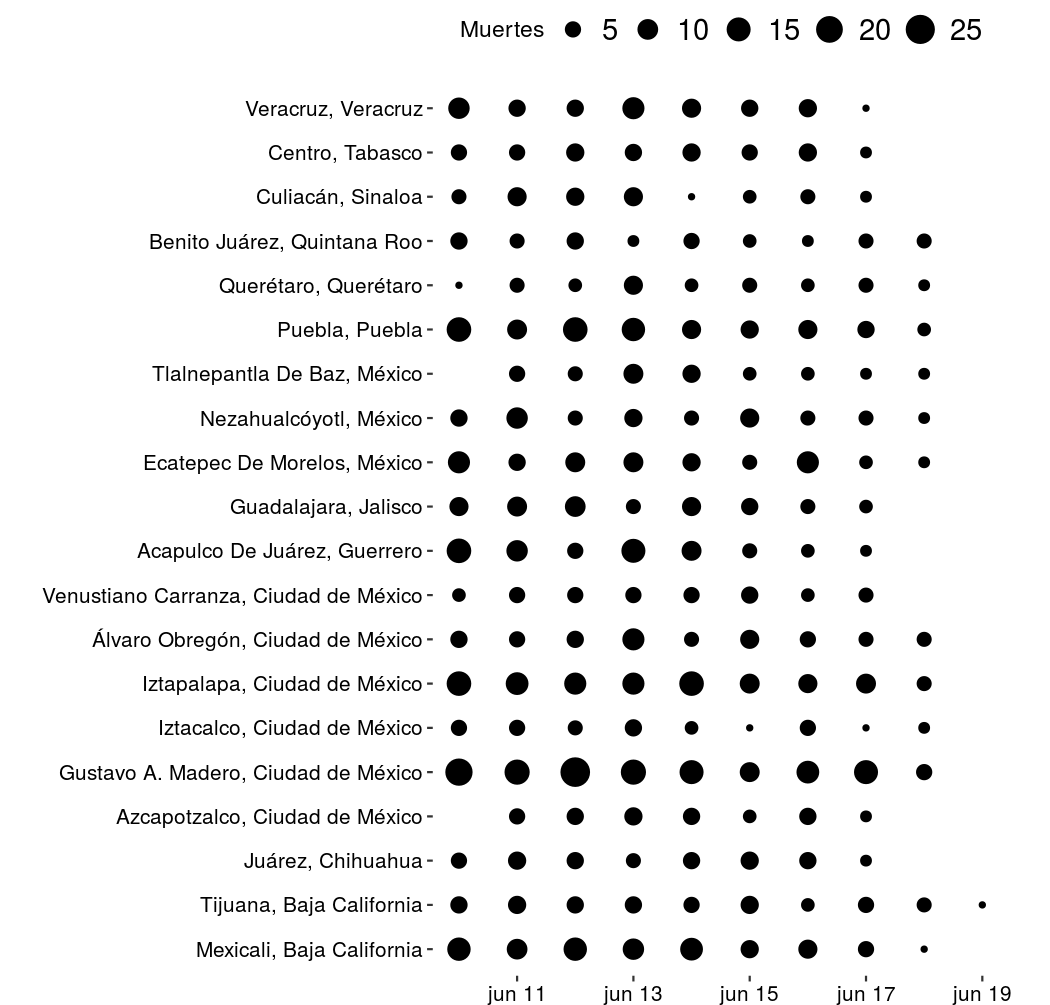 Muertes 5 10 15 20 25
Veracruz, Veracruz
Centro, Tabasco
Culiacán, Sinaloa
Benito Juárez, Quintana Roo
Querétaro, Querétaro
Puebla, Puebla
Tlalnepantla De Baz, México
Nezahualcóyotl, México
Ecatepec De Morelos, México
Guadalajara, Jalisco
Acapulco De Juárez, Guerrero
Venustiano Carranza, Ciudad de México
Álvaro Obregón, Ciudad de México
Iztapalapa, Ciudad de México
Iztacalco, Ciudad de México
Gustavo A. Madero, Ciudad de México
Azcapotzalco, Ciudad de México
Juárez, Chihuahua
Tijuana, Baja California
Mexicali, Baja California
jun 11 jun 13 jun 15 jun 17 jun 19